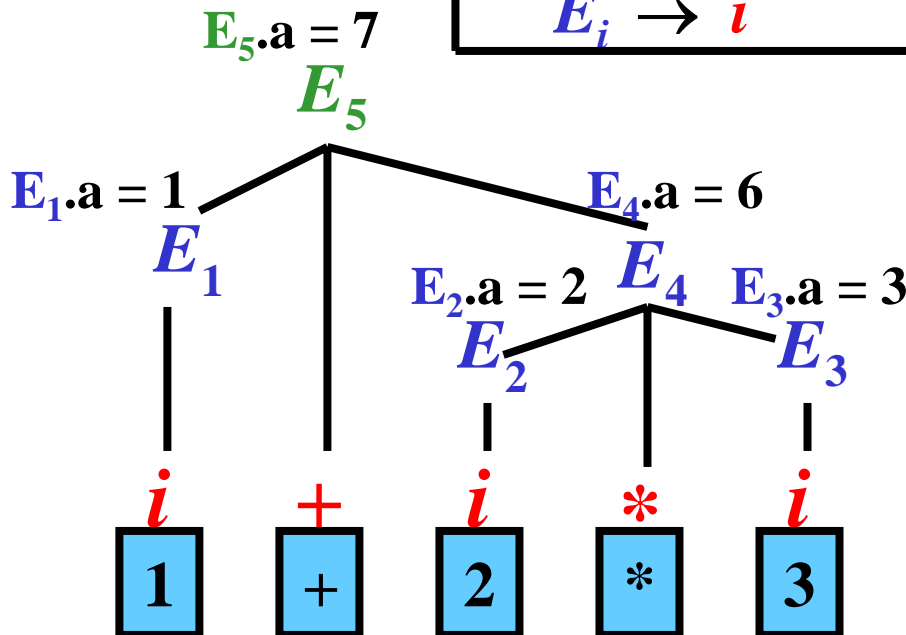 E5.a = 7
Ei → i
E5
E1.a = 1
E4.a = 6
E1
E4
E2.a = 2
E3.a = 3
E2
E3
i + i * i
1 + 2 * 3